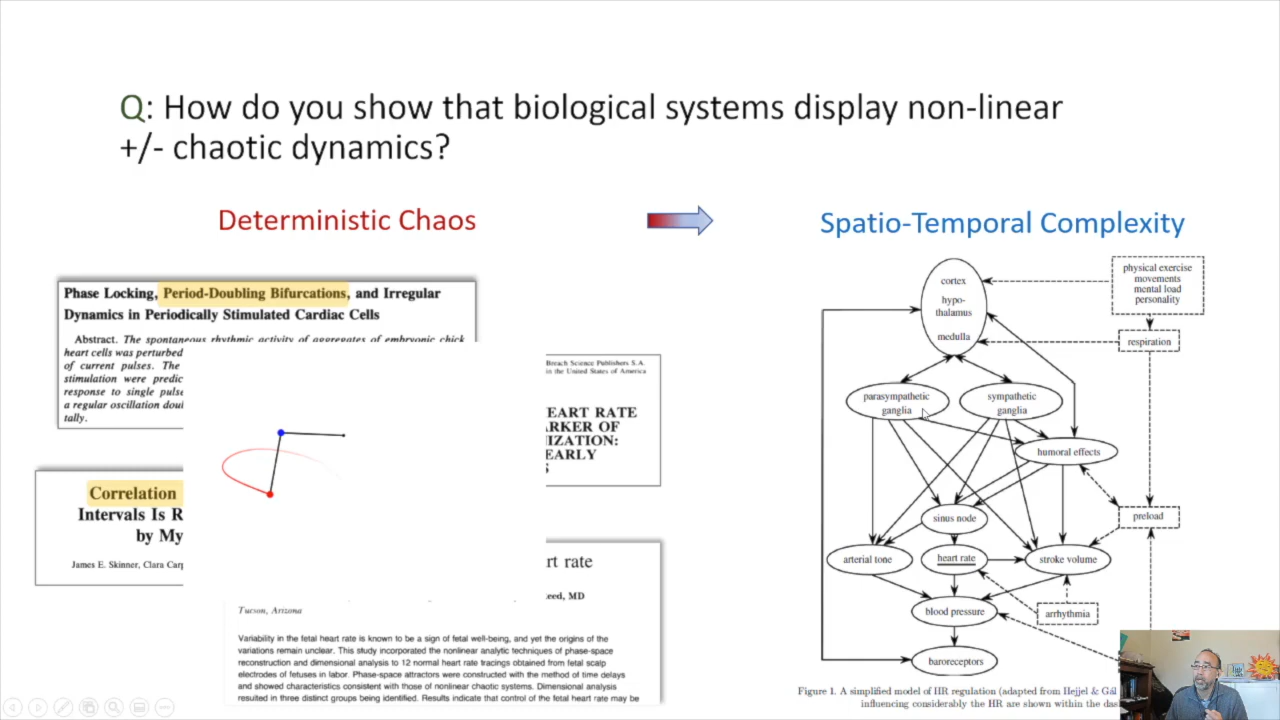 Q: How do you show that biological systems display non-linear
+/- chaotic dynamics?
Deterministic Chaos
Spatio-Temporal Complexity
Phase Locking, Period-Doubling Bifurcations, and Irregular
Dynamics in Periodically Stimulated Cardiac Cells
Abstract. The spontaneous rhythmic activity of aggregates of embryonic chick
heart cells was perturbed
of current pulses. The
stimulation were predic
response to single pulse
a regular oscillation doul
tally.
Breach Science Publishers S.A.
in the United States of America
EART RATE
ARKER OF
IZATION:
EARLY
Correlation
Intervals Is R
by My
James E. Skinner, Clara Car
rt rate
eed, MD
Tucson, Arizona
Variability in the fetal heart rate is known to be a sign of fetal well-being, and yet the origins of the
variations remain unclear. This study incorporated the nonlinear analytic techniques of phase-space
reconstruction and dimensional analysis to 12 normal heart rate tracings obtained from fetal scalp
electrodes of fetuses in labor. Phase-space attractors were constructed with the method of time delays
and showed characteristics consistent with those of nonlinear chaotic systems. Dimensional analysis
resulted in three distinct groups being identified. Results indicate that control of the fetal heart rate may be
cortex
hypo-
thalamus
medulla
physical exercise
movements
mental load
personality
respiration
parasympathetic
ganglia
sympathetic
ganglia
humoral effects
sinus node
preload
arterial tone
heart rate
stroke volume
blood pressure
arrhythmia
baroreceptors
Figure 1. A simplified model of HR regulation (adapted from Hejjel & Gál
influencing considerably the HR are shown within the das